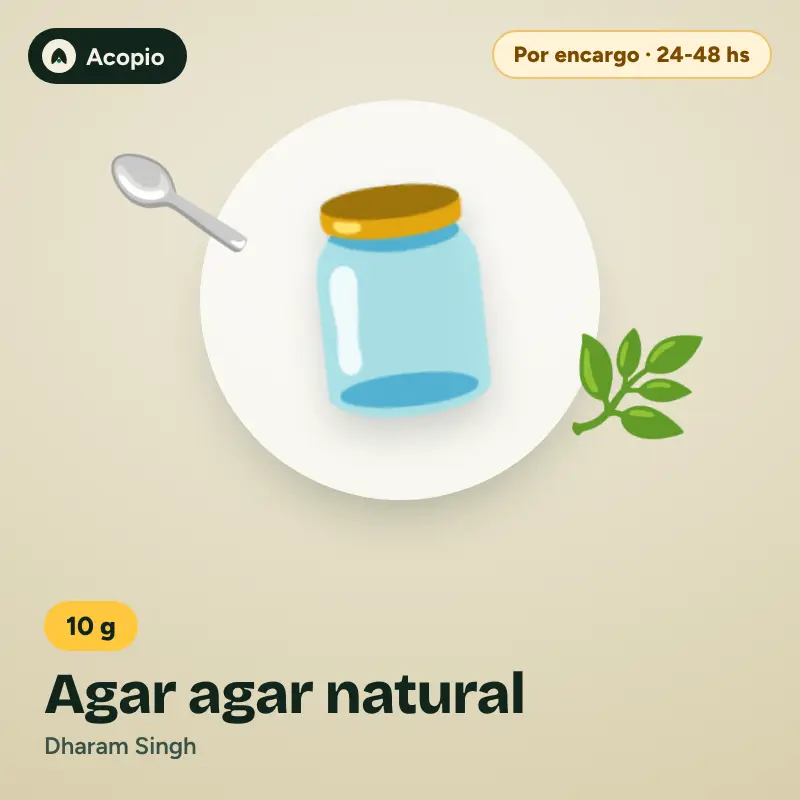 Acopio
Por encargo · 24-48 hs
10 g
Agar agar natural
Dharam Singh